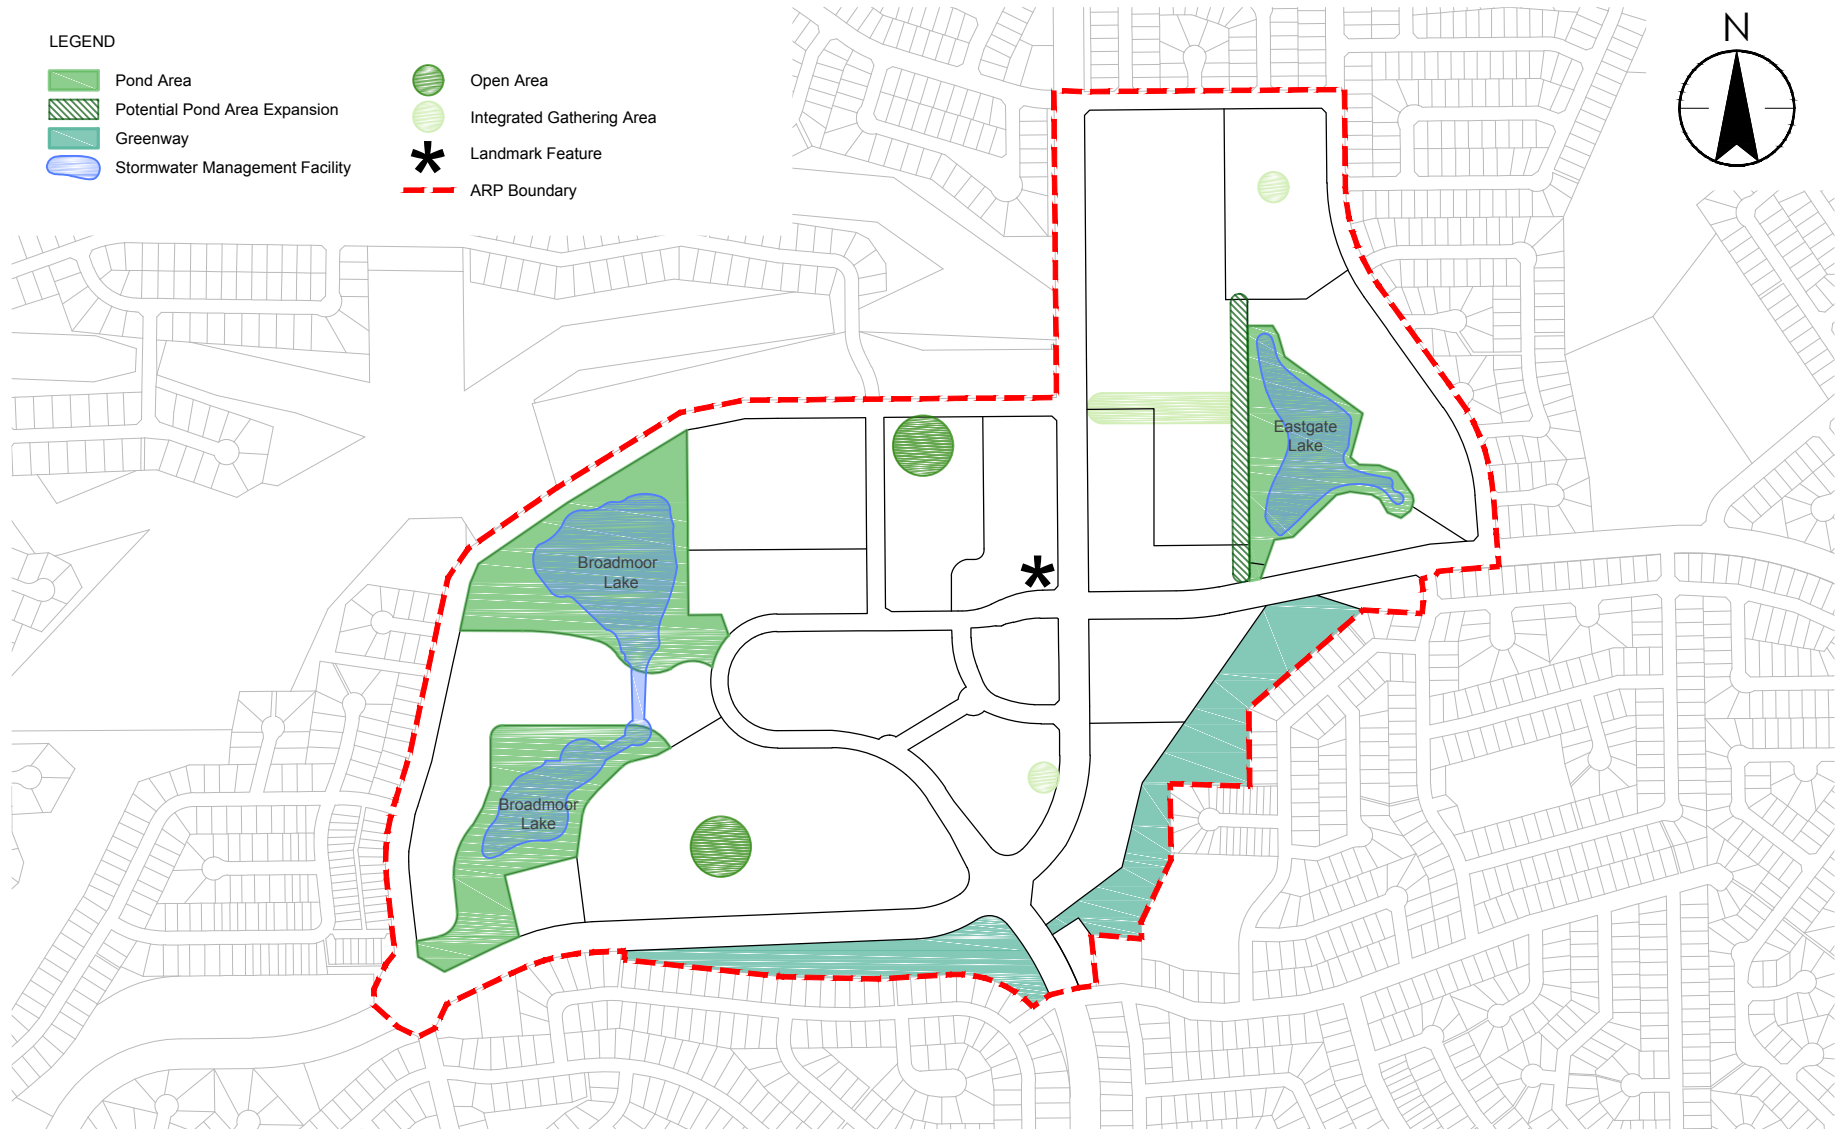 LEGEND
Pond Area
Potential Pond Area Expansion
Greenway
Stormwater Management Facility
Open Area
Integrated Gathering Area
Landmark Feature
ARP Boundary
N
Eastgate
Lake
Broadmoor
Lake
Broadmoor
Lake